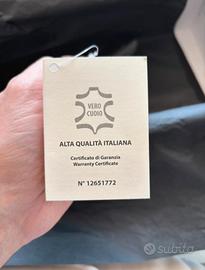 VERO
CUOIO
ALTA QUALITÀ ITALIANA
Certificato di Garanzia
Warranty Certificate
N° 12651772
subito